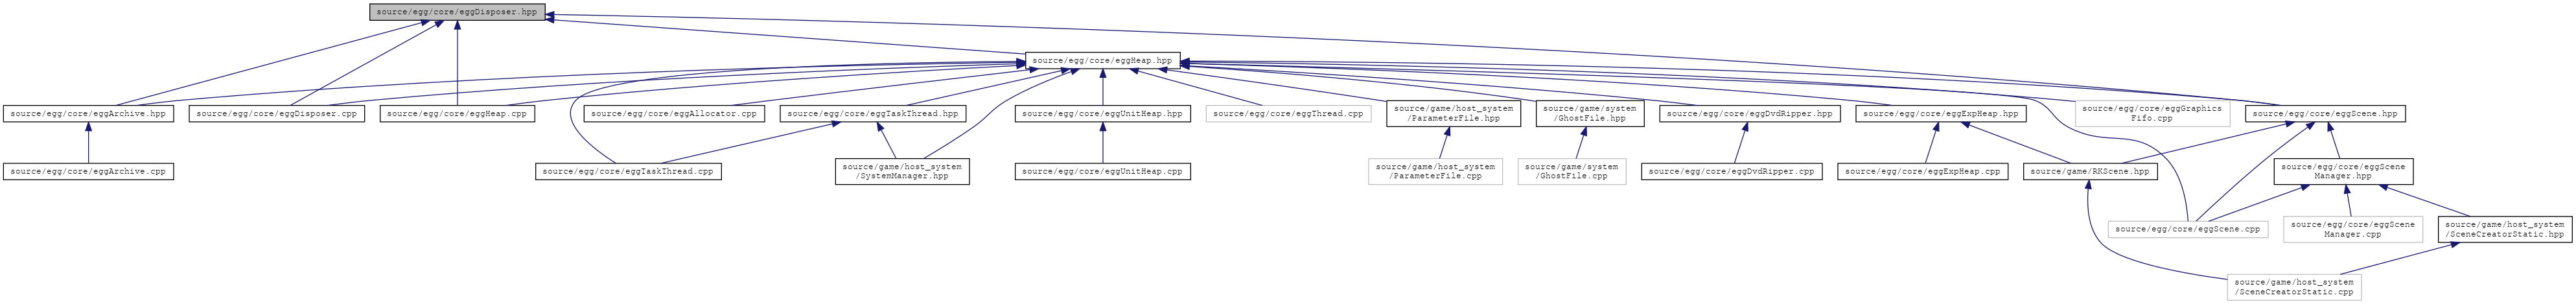 source/egg/core/eggDisposer.hpp
source/egg/core/eggHeap.hpp
source/egg/core/eggArchive.hpp
source/egg/core/eggDisposer.cpp
source/egg/core/eggHeap.cpp
source/egg/core/eggAllocator.cpp
source/egg/core/eggTaskThread.hpp
source/egg/core/eggUnitHeap.hpp
source/egg/core/eggThread.cpp
source/game/host_system
/ParameterFile.hpp
source/game/system
/GhostFile.hpp
source/egg/core/eggDvdRipper.hpp
source/egg/core/eggExpHeap.hpp
source/egg/core/eggGraphics
Fifo.cpp
source/egg/core/eggScene.hpp
source/egg/core/eggArchive.cpp
source/egg/core/eggTaskThread.cpp
source/game/host_system
/SystemManager.hpp
source/egg/core/eggUnitHeap.cpp
source/game/host_system
/ParameterFile.cpp
source/game/system
/GhostFile.cpp
source/egg/core/eggDvdRipper.cpp
source/egg/core/eggExpHeap.cpp
source/game/RKScene.hpp
source/egg/core/eggScene
Manager.hpp
source/egg/core/eggScene.cpp
source/egg/core/eggScene
Manager.cpp
source/game/host_system
/SceneCreatorStatic.hpp
source/game/host_system
/SceneCreatorStatic.cpp